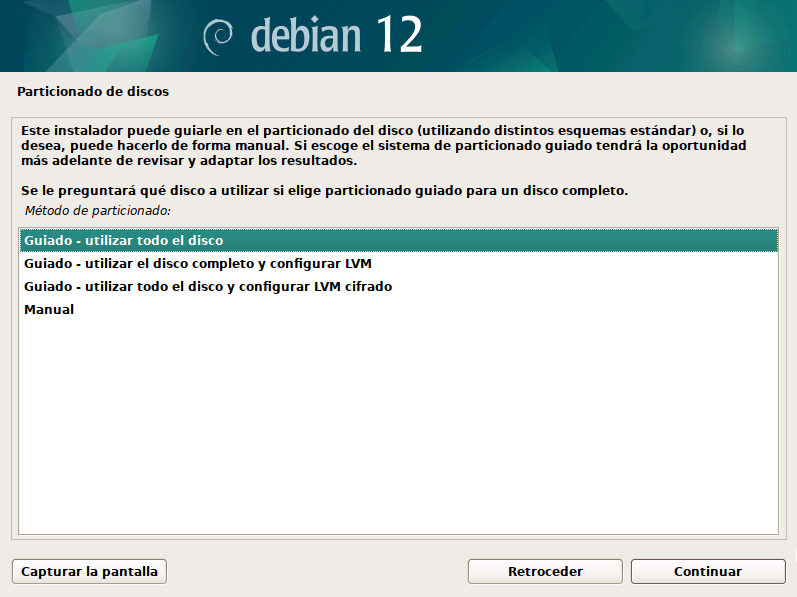 debian 12
Particionado de discos
Este instalador puede guiarle en el particionado del disco (utilizando distintos esquemas estándar) o, si lo
desea, puede hacerlo de forma manual. Si escoge el sistema de particionado guiado tendrá la oportunidad
más adelante de revisar y adaptar los resultados.
Se le preguntará qué disco a utilizar si elige particionado guiado para un disco completo.
Método de particionado:
Guiado - utilizar todo el disco
Guiado - utilizar el disco completo y configurar LVM
Guiado - utilizar todo el disco y configurar LVM cifrado
Manual
Capturar la pantalla
Retroceder
Continuar